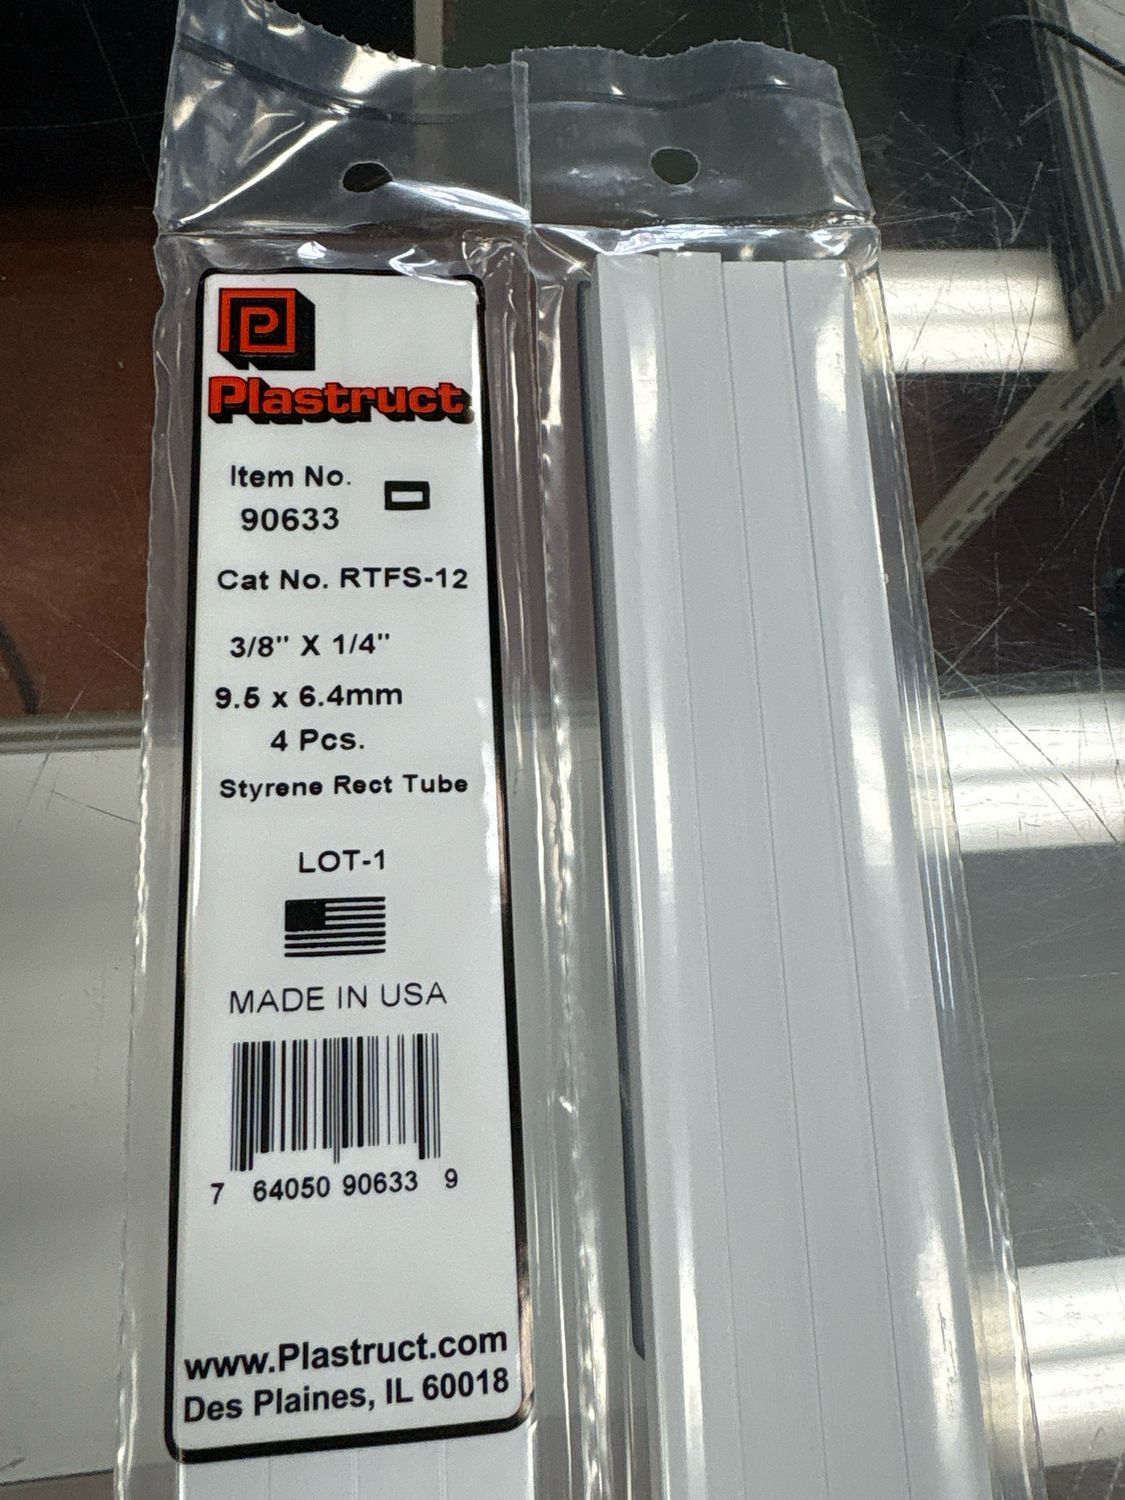 P
Plastruct
Item No.
90633
Cat No. RTFS-12
3/8" X 1/4"
9.5 x 6.4mm
4 Pcs.
Styrene Rect Tube
LOT-1
MADE IN USA
7 64050 90633 9
www.Plastruct.com
Des Plaines, IL 60018